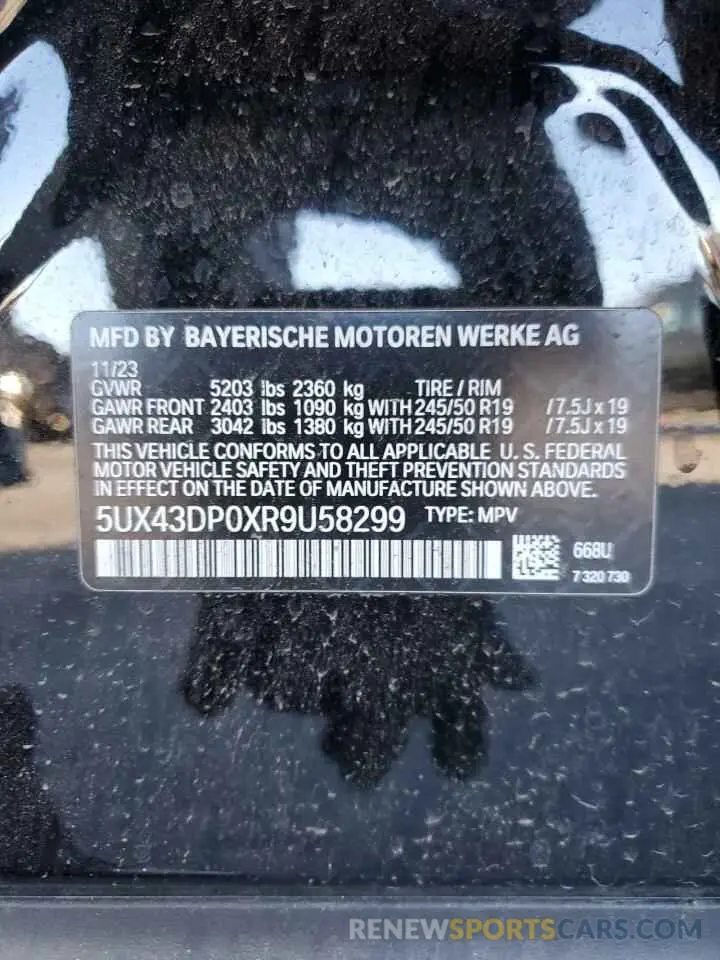 MFD BY BAYERISCHE MOTOREN WERKE AG
11/23
GVWR 5203 lbs 2360 kg TIRE / RIM
GAWR FRONT 2403 lbs 1090 kg WITH 245/50 R19 / 7.5J x 19
GAWR REAR 3042 lbs 1380 kg WITH 245/50 R19 / 7.5J x 19
THIS VEHICLE CONFORMS TO ALL APPLICABLE U. S. FEDERAL
MOTOR VEHICLE SAFETY AND THEFT PREVENTION STANDARDS
IN EFFECT ON THE DATE OF MANUFACTURE SHOWN ABOVE.
5UX43DP0XR9U58299 TYPE: MPV
668U
7 320 730
RENEWSPORTSCARS.COM